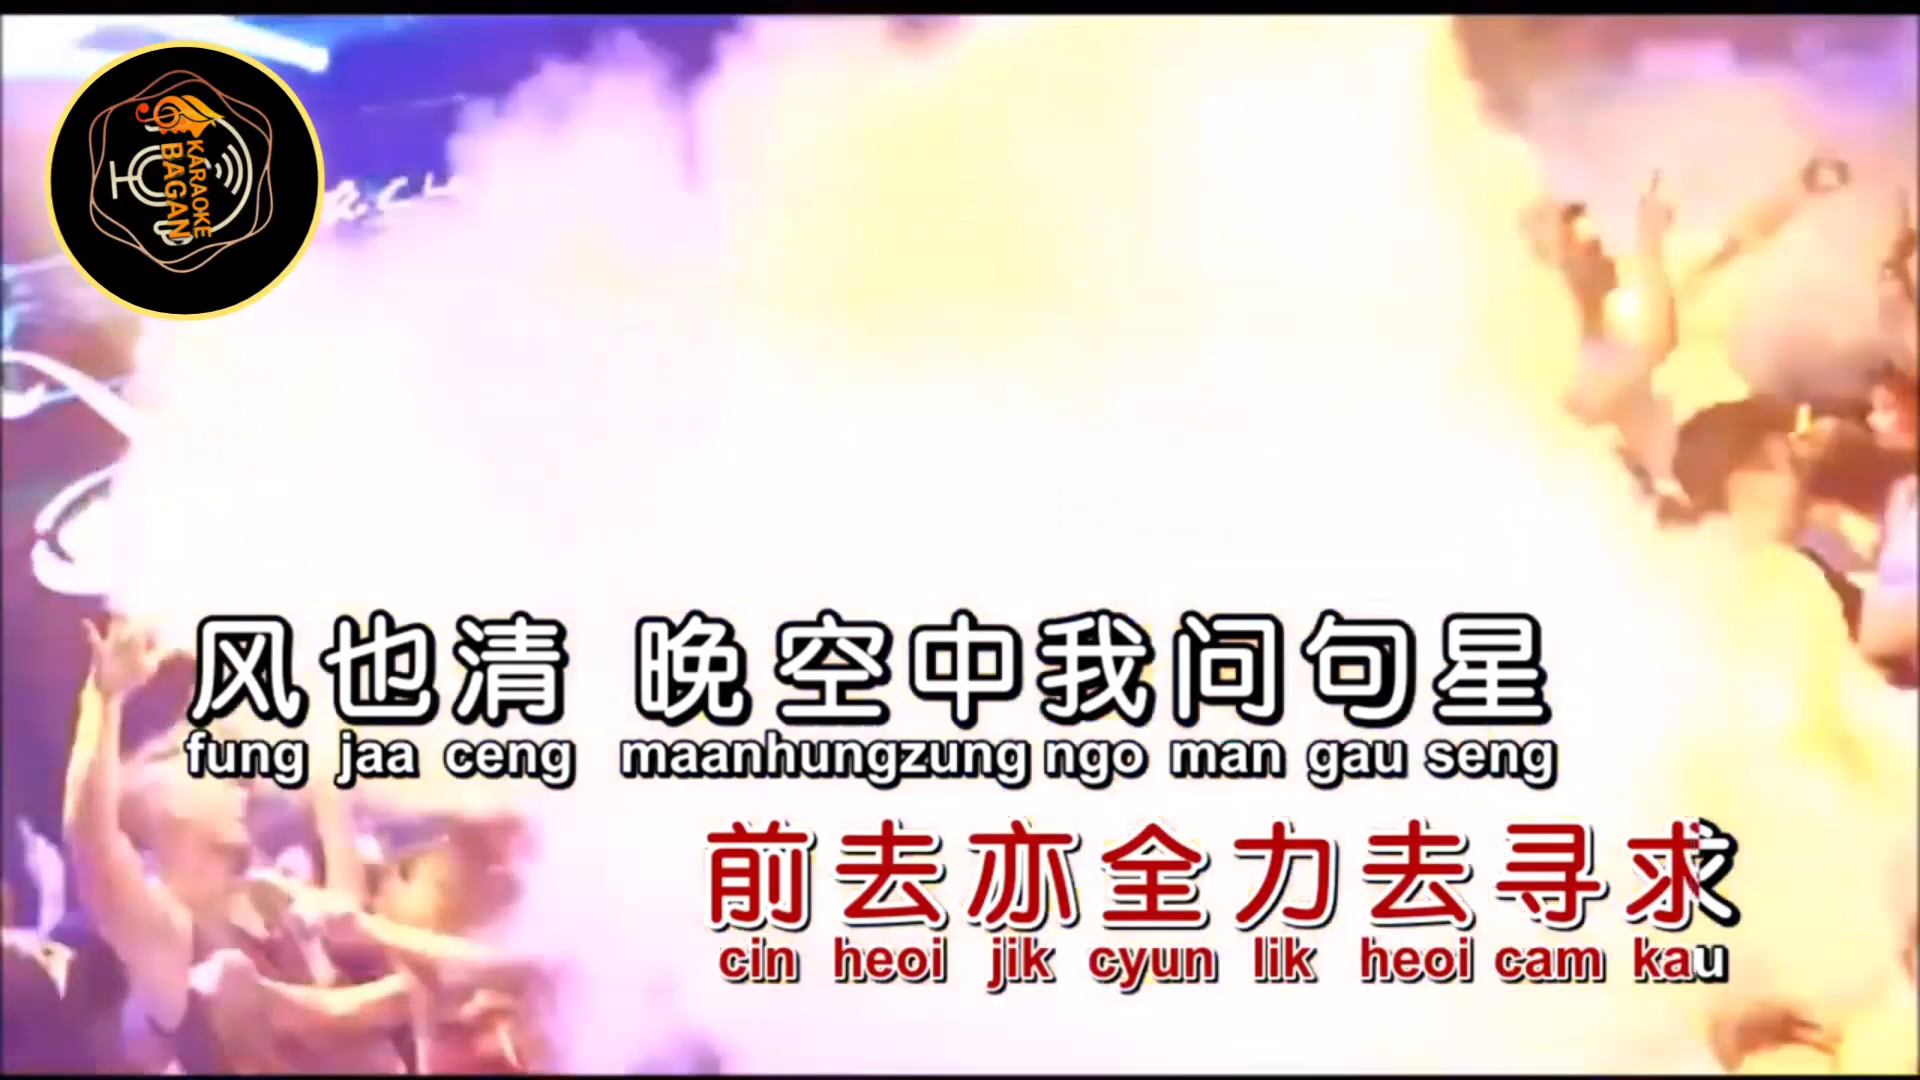 KARAOKE
BAGAN
R.CL
风也清 晚空中我问句星
fung jaa ceng maanhungzung ngo man gau seng
前去亦全力去寻求
cin heoi jik cyun lik heoi cam kau